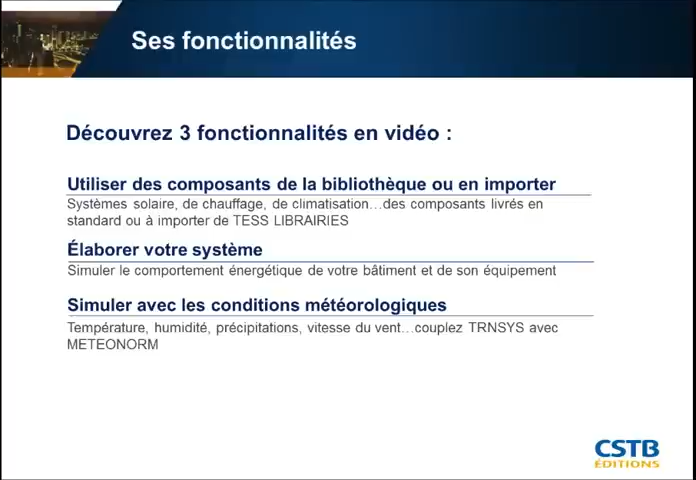 Ses fonctionnalités
Découvrez 3 fonctionnalités en vidéo :
Utiliser des composants de la bibliothèque ou en importer
Systèmes solaire, de chauffage, de climatisation…des composants livrés en
standard ou à importer de TESS LIBRAIRIES
Élaborer votre système
Simuler le comportement énergétique de votre bâtiment et de son équipement
Simuler avec les conditions météorologiques
Température, humidité, précipitations, vitesse du vent…couplez TRNSYS avec
METEONORM
CSTB
ÉDITIONS